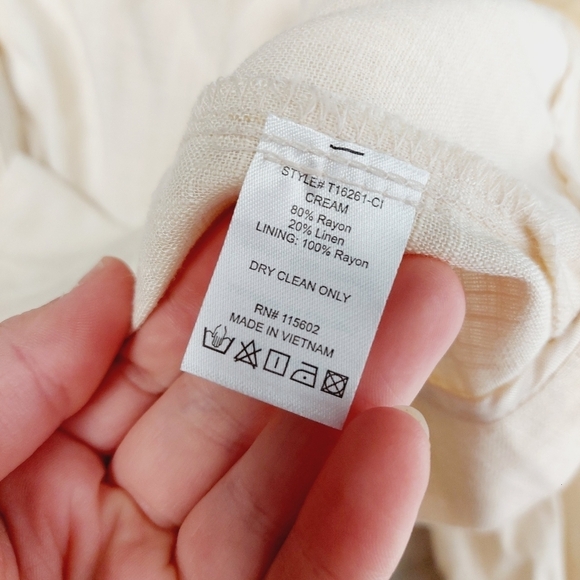 STYLE# T16261-CI
CREAM
80% Rayon
20% Linen
LINING: 100% Rayon
DRY CLEAN ONLY
RN# 115602
MADE IN VIETNAM